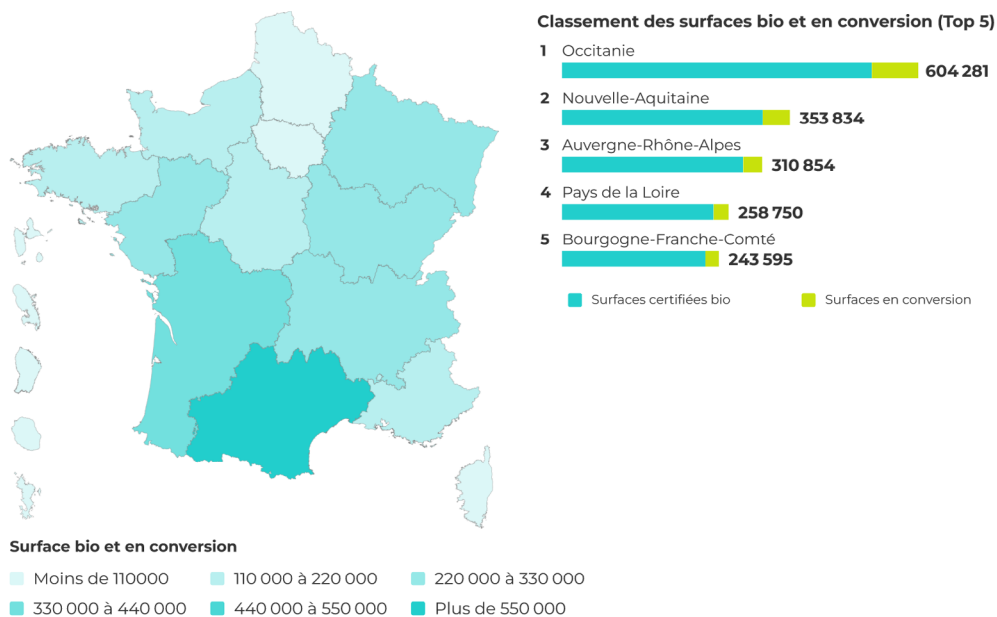 Classement des surfaces bio et en conversion (Top 5)
1 Occitanie
604 281
2 Nouvelle-Aquitaine
353 834
3 Auvergne-Rhône-Alpes
310 854
4 Pays de la Loire
258 750
5 Bourgogne-Franche-Comté
243 595
Surfaces certifiées bio Surfaces en conversion
Surface bio et en conversion
Moins de 110000 110 000 à 220 000 220 000 à 330 000
330 000 à 440 000 440 000 à 550 000 Plus de 550 000